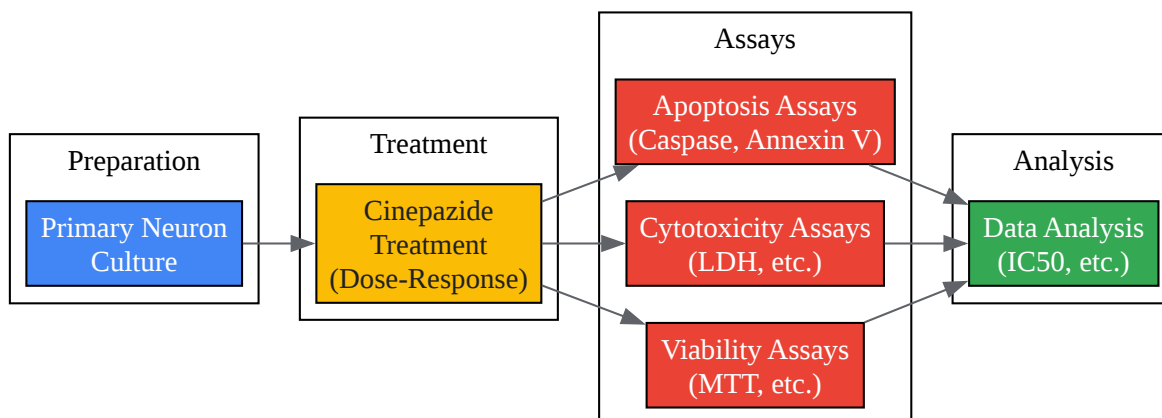 Preparation
Primary Neuron
Culture
Treatment
Cinepazide
Treatment
(Dose-Response)
Assays
Apoptosis Assays
(Caspase, Annexin V)
Cytotoxicity Assays
(LDH, etc.)
Viability Assays
(MTT, etc.)
Analysis
Data Analysis
(IC50, etc.)